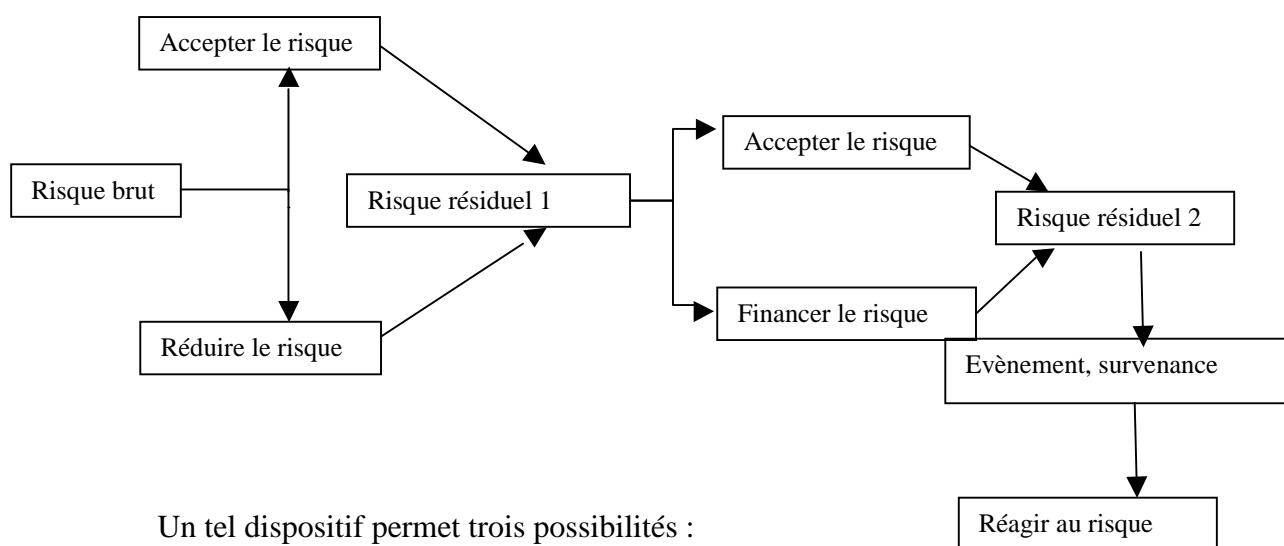 Accepter le risque
Accepter le risque
Risque brut
Risque résiduel 1
Risque résiduel 2
Financer le risque
Réduire le risque
Evènement, survenance
Un tel dispositif permet trois possibilités :
Réagir au risque